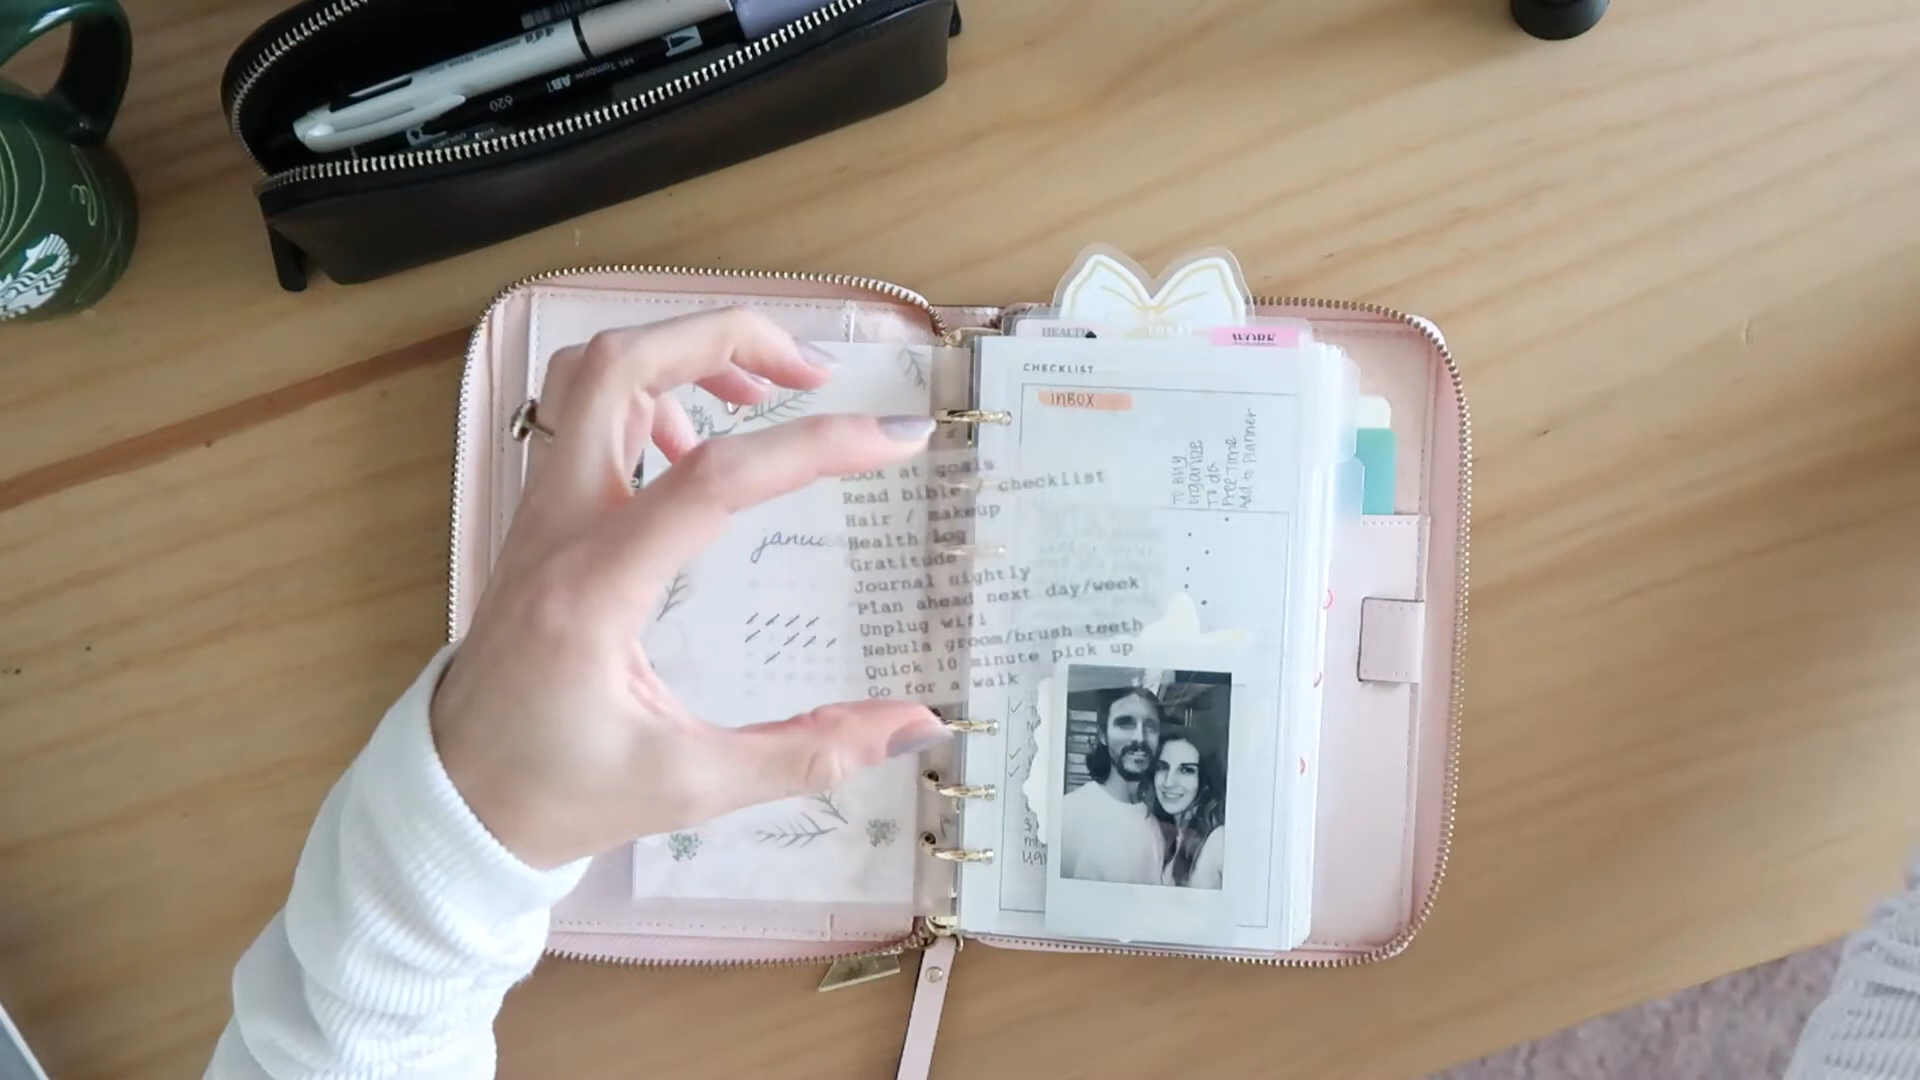 Tombow
ABT
620
HEALTH
WORK
CHECKLIST
INBOX
TO BUY
organize
To do
Free Time
Add to Planner
Look at goals
Read bible / checklist
Hair / makeup
Health log
Gratitude
Journal nightly
Plan ahead next day/week
Unplug wifi
Nebula groom/brush teeth
Quick 10 minute pick up
Go for a walk